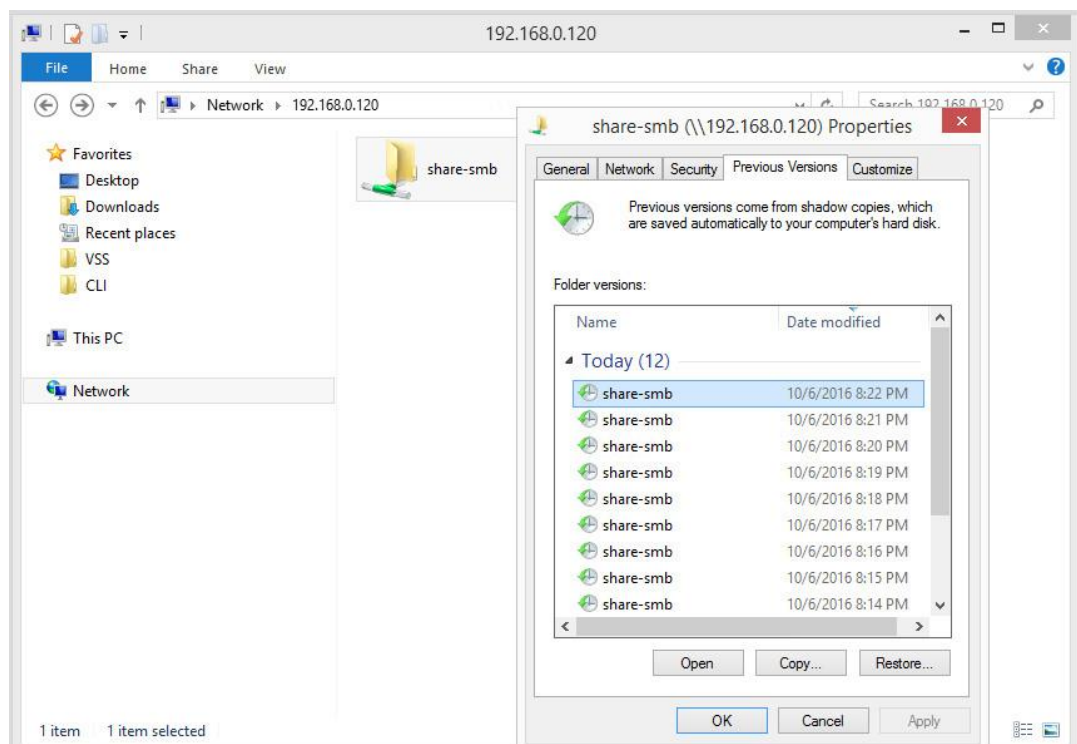 192.168.0.120
File Home Share View
Network 192.168.0.120
Search 192.168.0.120
Favorites
Desktop
Downloads
Recent places
VSS
CLI
This PC
Network
share-smb
1 item 1 item selected
share-smb (\\192.168.0.120) Properties
General Network Security Previous Versions Customize
Previous versions come from shadow copies, which
are saved automatically to your computer's hard disk.
Folder versions:
Name Date modified
Today (12)
share-smb 10/6/2016 8:22 PM
share-smb 10/6/2016 8:21 PM
share-smb 10/6/2016 8:20 PM
share-smb 10/6/2016 8:19 PM
share-smb 10/6/2016 8:18 PM
share-smb 10/6/2016 8:17 PM
share-smb 10/6/2016 8:16 PM
share-smb 10/6/2016 8:15 PM
share-smb 10/6/2016 8:14 PM
Open Copy... Restore...
OK Cancel Apply